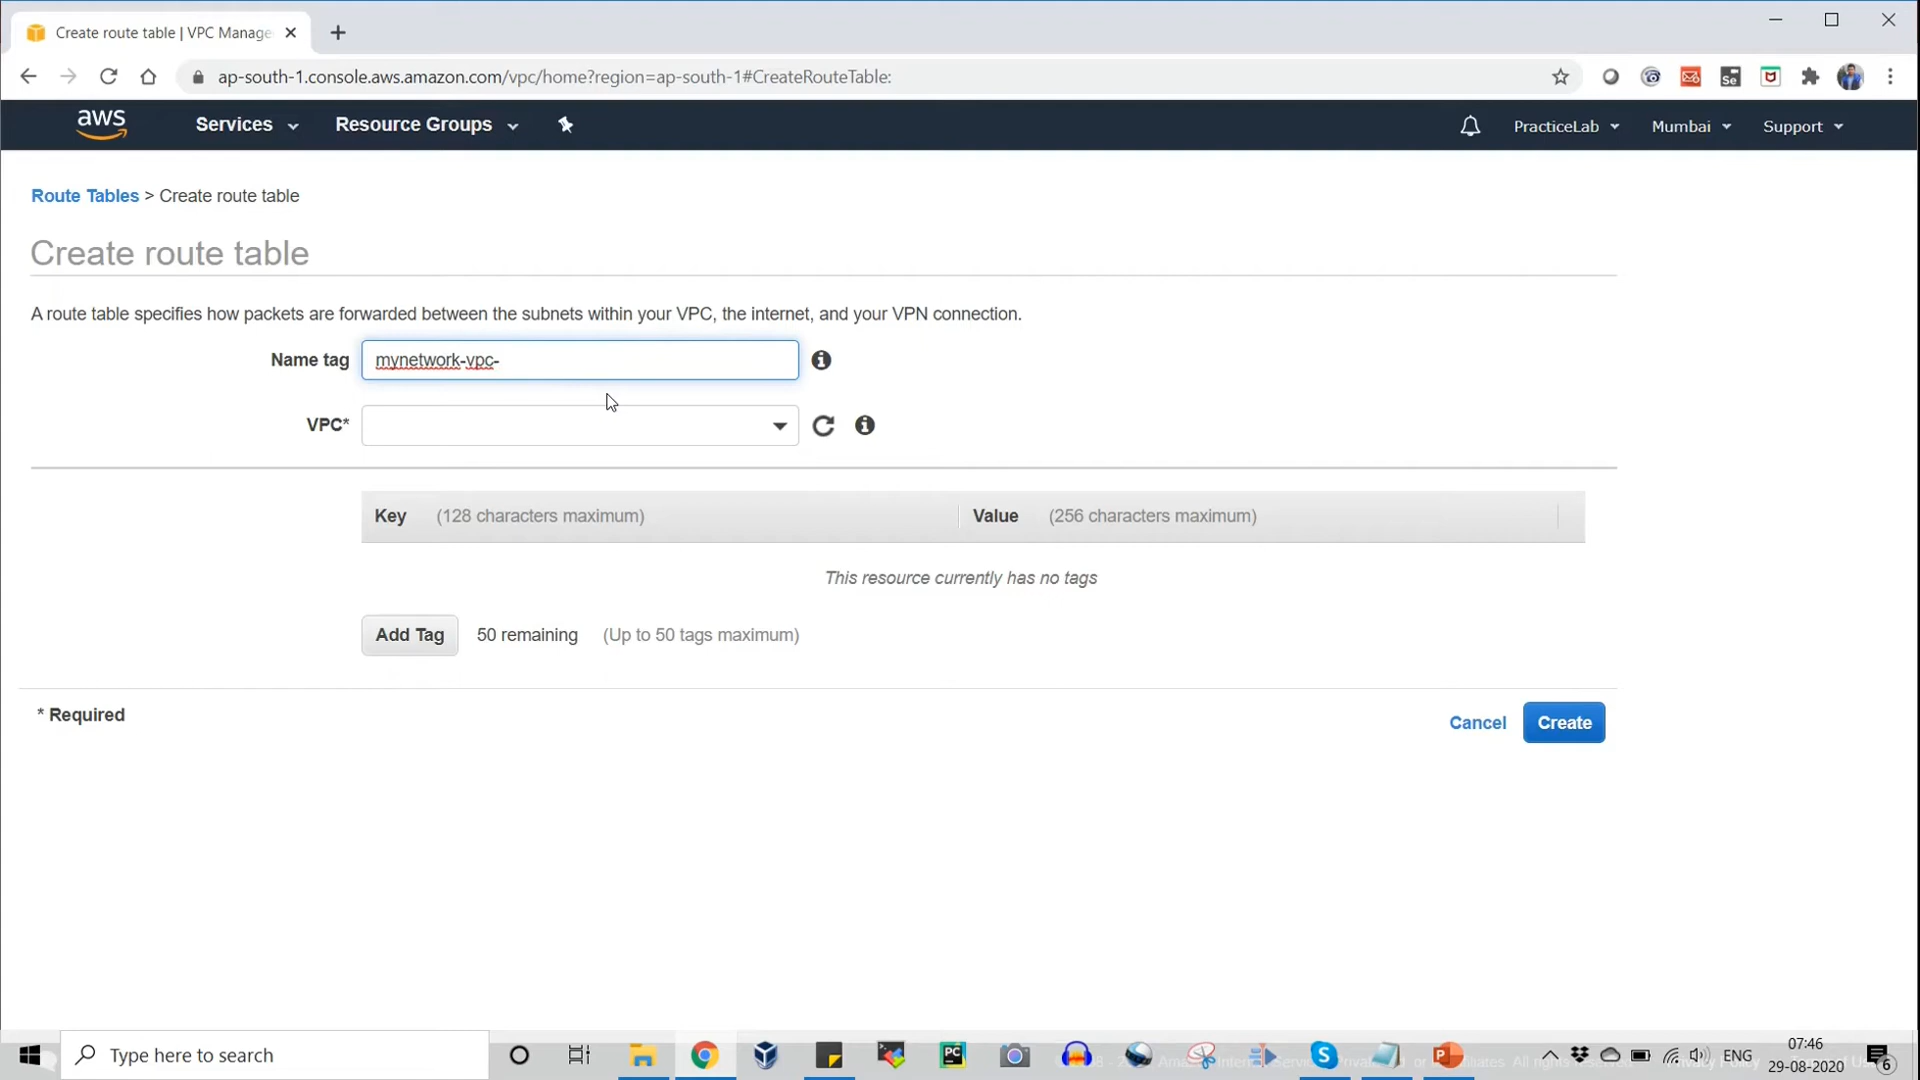 Create route table | VPC Manage
ap-south-1.console.aws.amazon.com/vpc/home?region=ap-south-1#CreateRouteTable:
aws Services Resource Groups PracticeLab Mumbai Support
Route Tables > Create route table
Create route table
A route table specifies how packets are forwarded between the subnets within your VPC, the internet, and your VPN connection.
Name tag mynetwork-vpc-
VPC*
Key (128 characters maximum) Value (256 characters maximum)
This resource currently has no tags
Add Tag 50 remaining (Up to 50 tags maximum)
* Required Cancel Create
Type here to search
ENG
07:46
29-08-2020
6